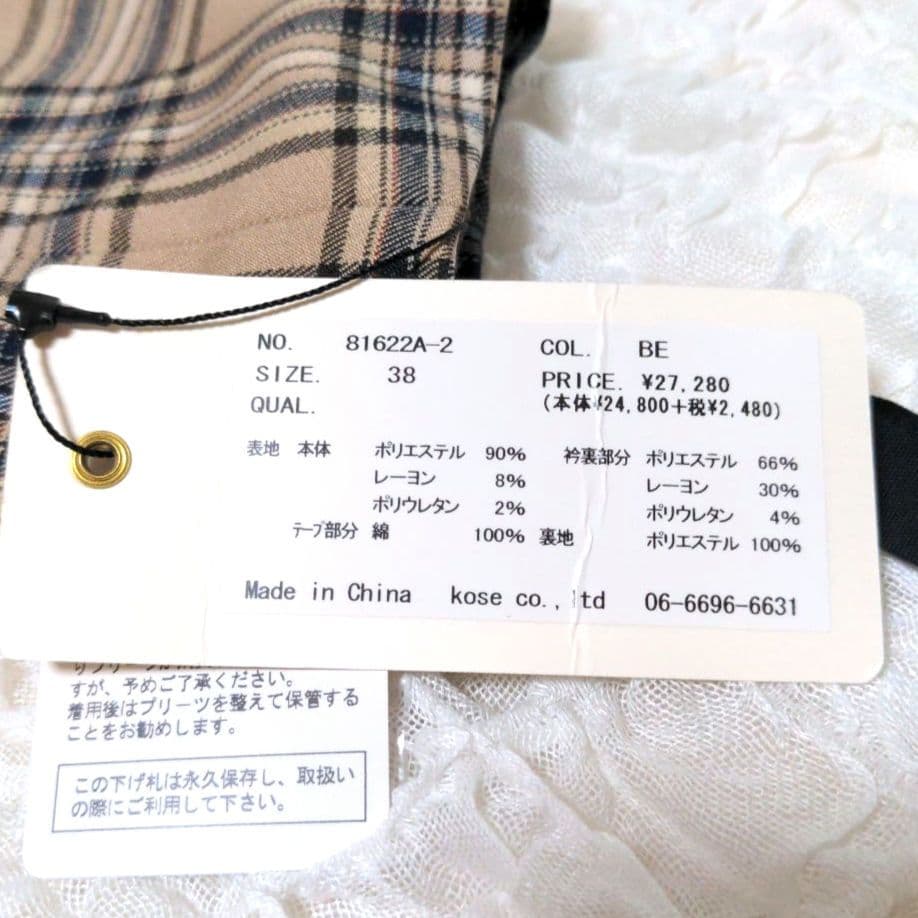 NO. 81622A-2 COL. BE
SIZE. 38 PRICE. ¥27,280
QUAL. (本体¥24,800+税¥2,480)
表地 本体 ポリエステル 90% 衿裏部分 ポリエステル 66%
レーヨン 8% レーヨン 30%
ポリウレタン 2% ポリウレタン 4%
テープ部分 綿 100% 裏地 ポリエステル 100%
Made in China kose co., ltd 06-6696-6631
すが、予めご了承ください。
着用後はプリーツを整えて保管する
ことをお勧めします。
この下げ札は永久保存し、取扱い
の際にご利用して下さい。